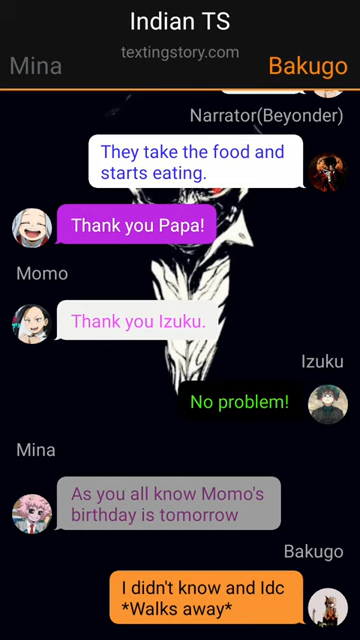 Indian TS
textingstory.com
Mina
Bakugo
Narrator(Beyonder)
They take the food and
starts eating.
Thank you Papa!
Momo
Thank you Izuku.
Izuku
No problem!
Mina
As you all know Momo's
birthday is tomorrow
Bakugo
I didn't know and Idc
*Walks away*